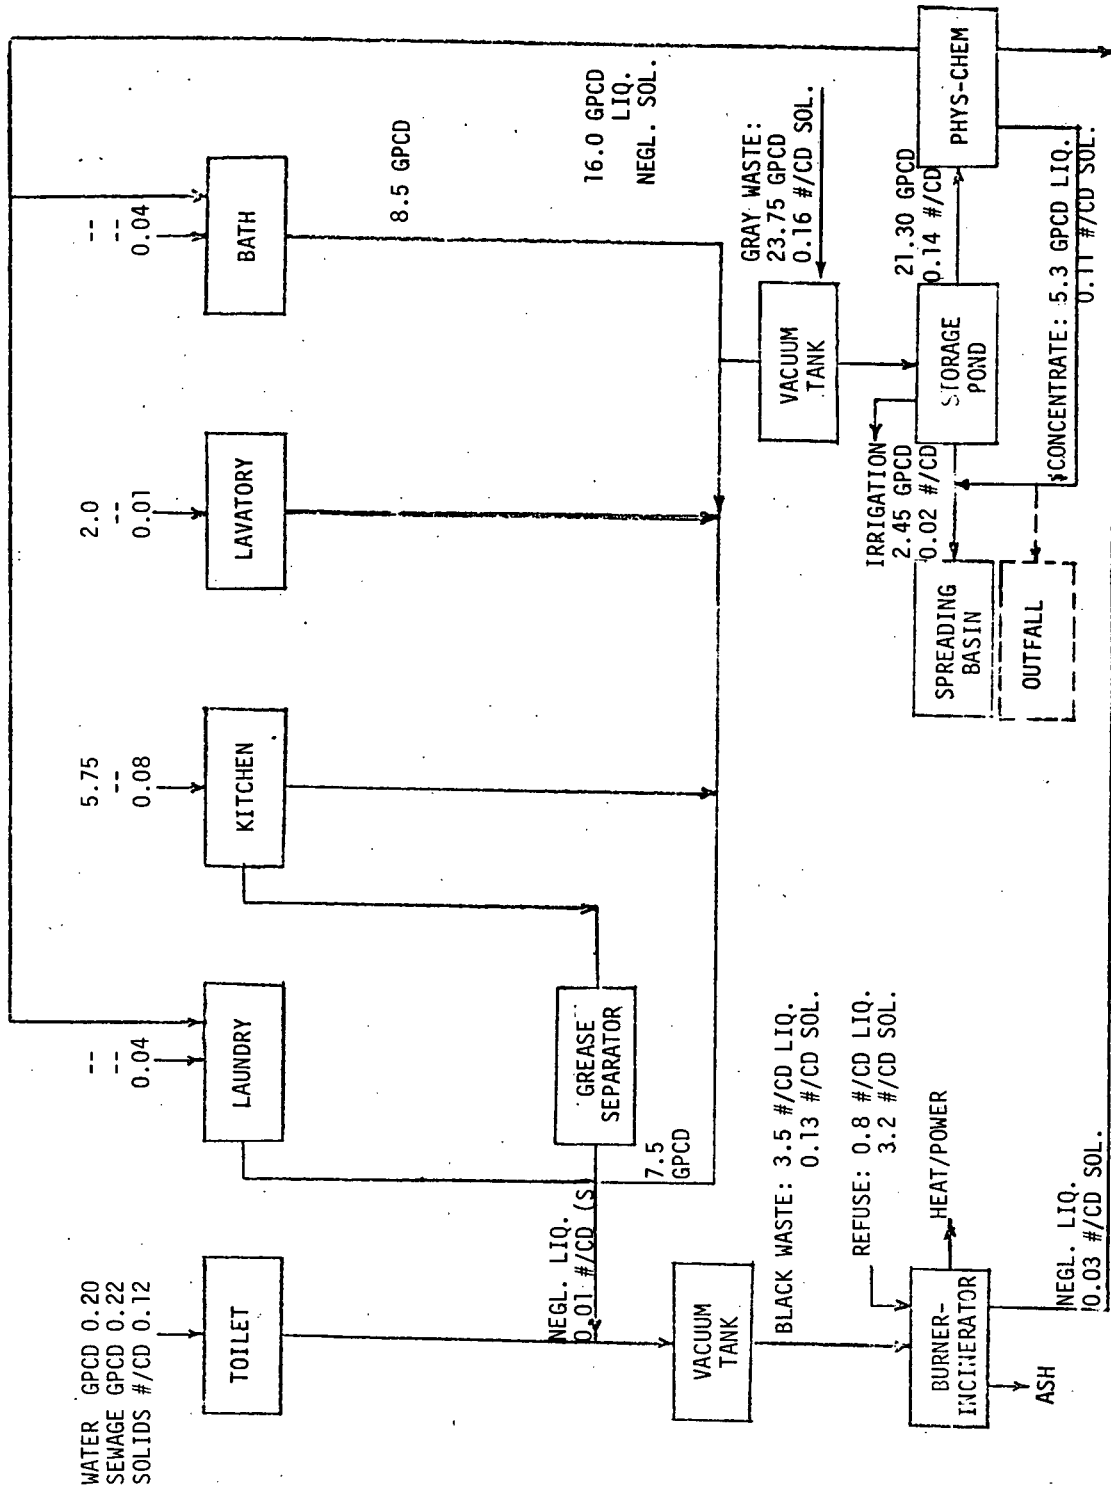 WATER GPCD 0.20
SEWAGE GPCD 0.22
SOLIDS #/CD 0.12
--
--
0.04
5.75
--
0.08
2.0
--
0.01
--
--
0.04
TOILET
LAUNDRY
KITCHEN
LAVATORY
BATH
8.5 GPCD
16.0 GPCD
LIQ.
NEGL. SOL.
GREASE
SEPARATOR
NEGL. LIQ.
0.01 #/CD (S
7.5
GPCD
VACUUM
TANK
BLACK WASTE: 3.5 #/CD LIQ.
0.13 #/CD SOL.
REFUSE: 0.8 #/CD LIQ.
3.2 #/CD SOL.
BURNER-
INCINERATOR
HEAT/POWER
ASH
NEGL. LIQ.
0.03 #/CD SOL.
GRAY WASTE:
23.75 GPCD
0.16 #/CD SOL.
VACUUM
TANK
IRRIGATION
2.45 GPCD
0.02 #/CD
STORAGE
POND
21.30 GPCD
0.14 #/CD
PHYS-CHEM
SPREADING
BASIN
OUTFALL
CONCENTRATE: 5.3 GPCD LIQ.
0.11 #/CD SOL.